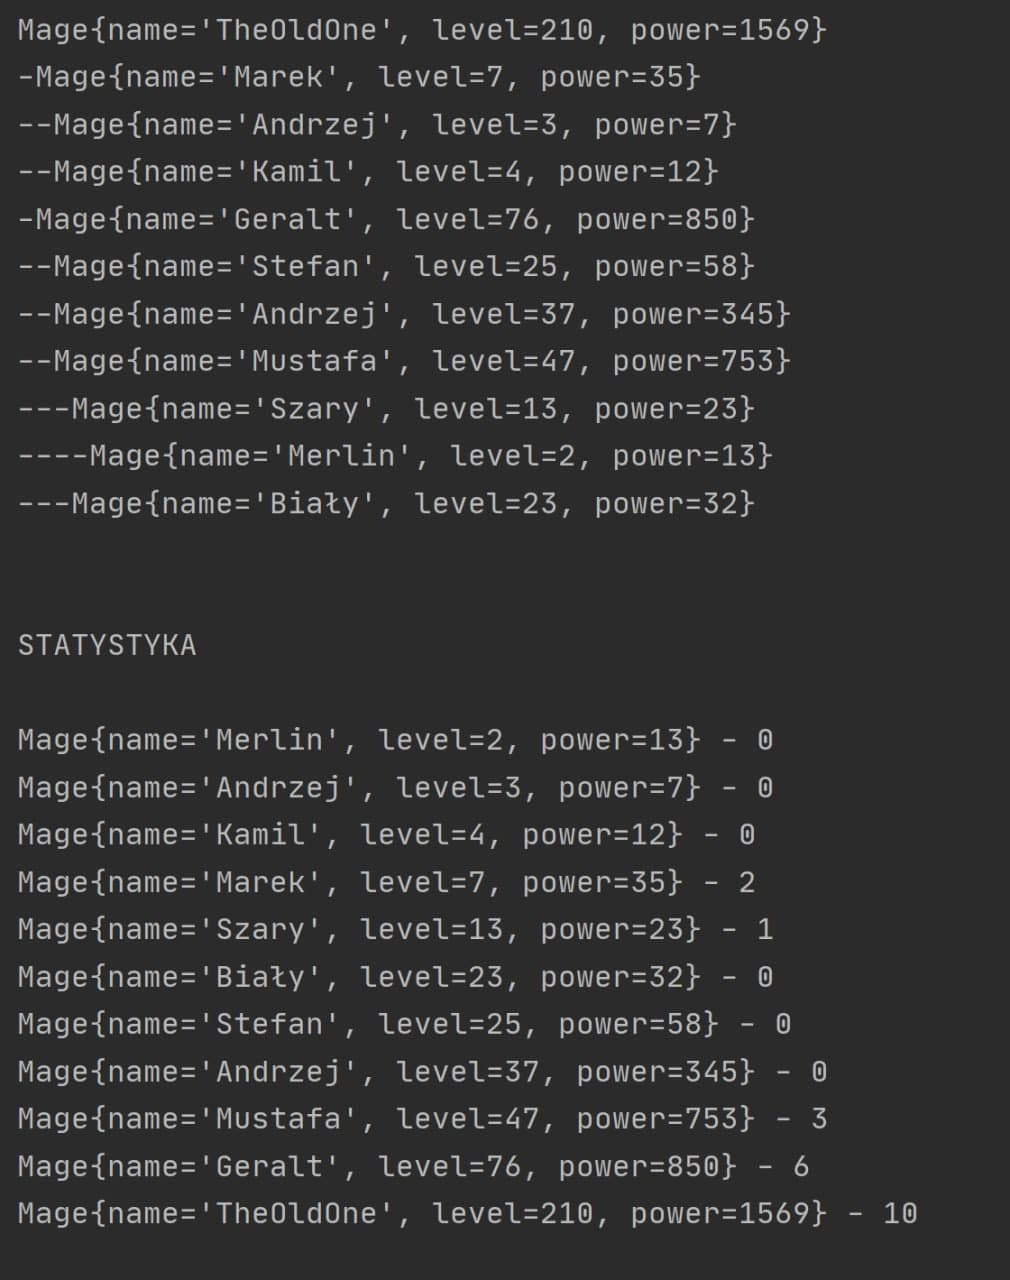 Mage{name='TheOldOne', level=210, power=1569}
-Mage{name='Marek', level=7, power=35}
--Mage{name='Andrzej', level=3, power=7}
--Mage{name='Kamil', level=4, power=12}
-Mage{name='Geralt', level=76, power=850}
--Mage{name='Stefan', level=25, power=58}
--Mage{name='Andrzej', level=37, power=345}
--Mage{name='Mustafa', level=47, power=753}
---Mage{name='Szary', level=13, power=23}
----Mage{name='Merlin', level=2, power=13}
---Mage{name='Biały', level=23, power=32}
STATYSTYKA
Mage{name='Merlin', level=2, power=13} - 0
Mage{name='Andrzej', level=3, power=7} - 0
Mage{name='Kamil', level=4, power=12} - 0
Mage{name='Marek', level=7, power=35} - 2
Mage{name='Szary', level=13, power=23} - 1
Mage{name='Biały', level=23, power=32} - 0
Mage{name='Stefan', level=25, power=58} - 0
Mage{name='Andrzej', level=37, power=345} - 0
Mage{name='Mustafa', level=47, power=753} - 3
Mage{name='Geralt', level=76, power=850} - 6
Mage{name='TheOldOne', level=210, power=1569} - 10